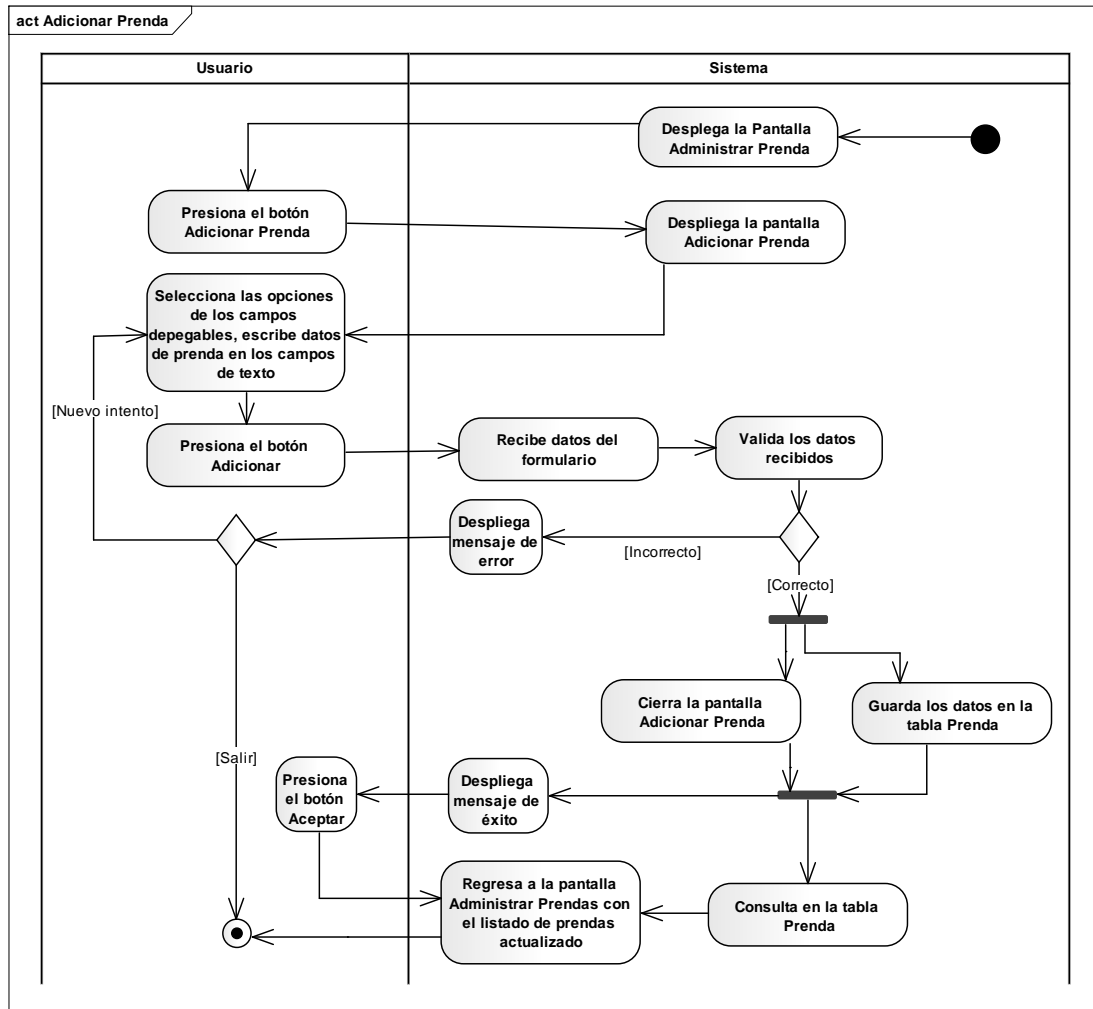 act Adicionar Prenda
Usuario
Sistema
Desplega la Pantalla
Administrar Prenda
Presiona el botón
Adicionar Prenda
Despliega la pantalla
Adicionar Prenda
Selecciona las opciones
de los campos
depegables, escribe datos
de prenda en los campos
de texto
[Nuevo intento]
Presiona el botón
Adicionar
Recibe datos del
formulario
Valida los datos
recibidos
Despliega
mensaje de
error
[Incorrecto]
[Correcto]
Cierra la pantalla
Adicionar Prenda
Guarda los datos en la
tabla Prenda
[Salir]
Presiona
el botón
Aceptar
Despliega
mensaje de
éxito
Regresa a la pantalla
Administrar Prendas con
el listado de prendas
actualizado
Consulta en la tabla
Prenda